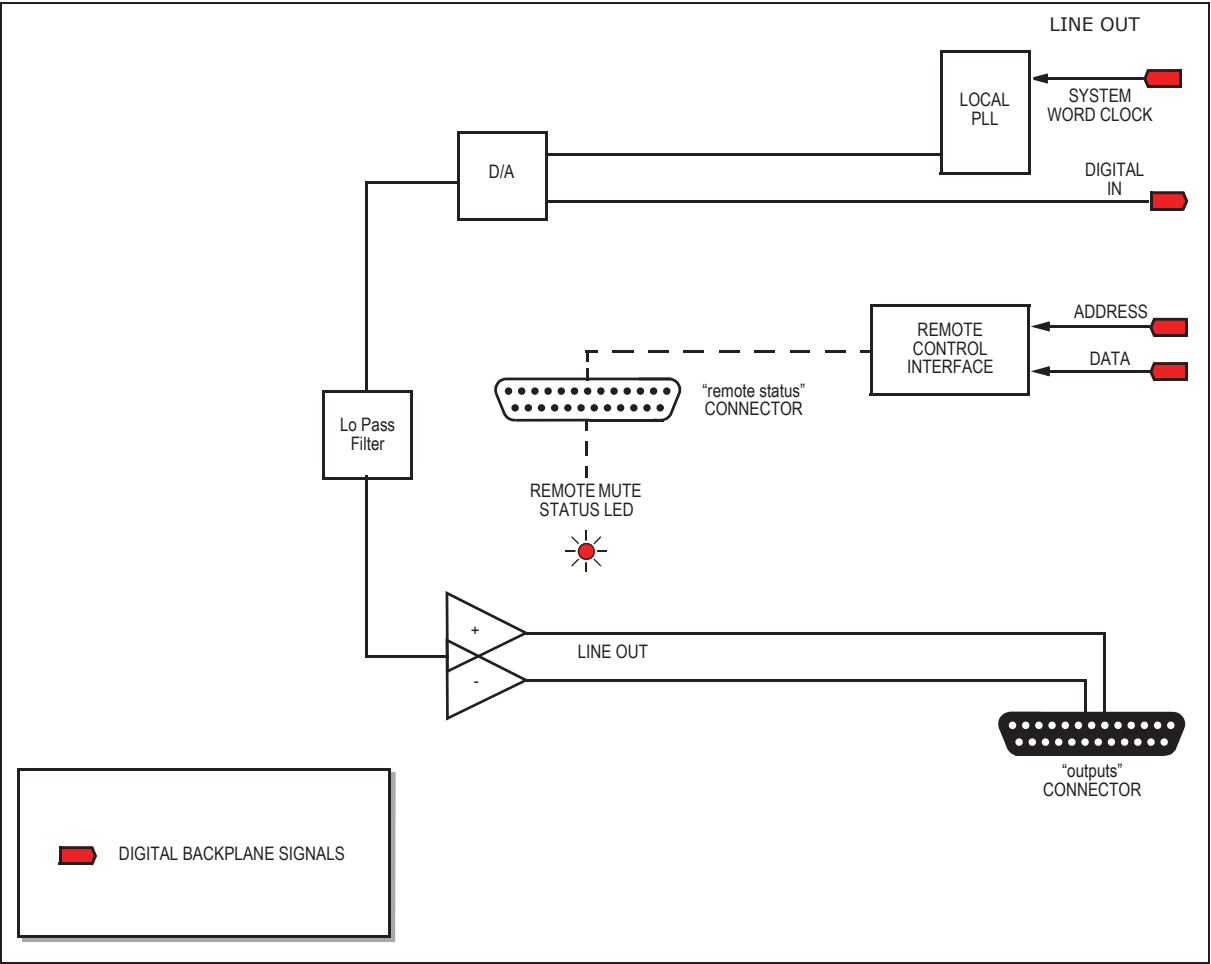 LINE OUT
LOCAL
PLL
SYSTEM
WORD CLOCK
D/A
DIGITAL
IN
ADDRESS
REMOTE
CONTROL
INTERFACE
DATA
“remote status”
CONNECTOR
Lo Pass
Filter
REMOTE MUTE
STATUS LED
+
LINE OUT
-
“outputs”
CONNECTOR
DIGITAL BACKPLANE SIGNALS